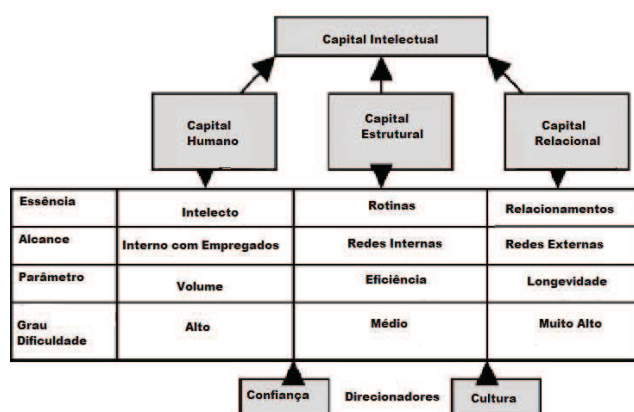 Capital Intelectual
Capital
Humano
Capital
Estrutural
Capital
Relacional
Essência
Intelecto
Rotinas
Relacionamentos
Alcance
Interno com Empregados
Redes Internas
Redes Externas
Parâmetro
Volume
Eficiência
Longevidade
Grau
Dificuldade
Alto
Médio
Muito Alto
Confiança
Direcionadores
Cultura